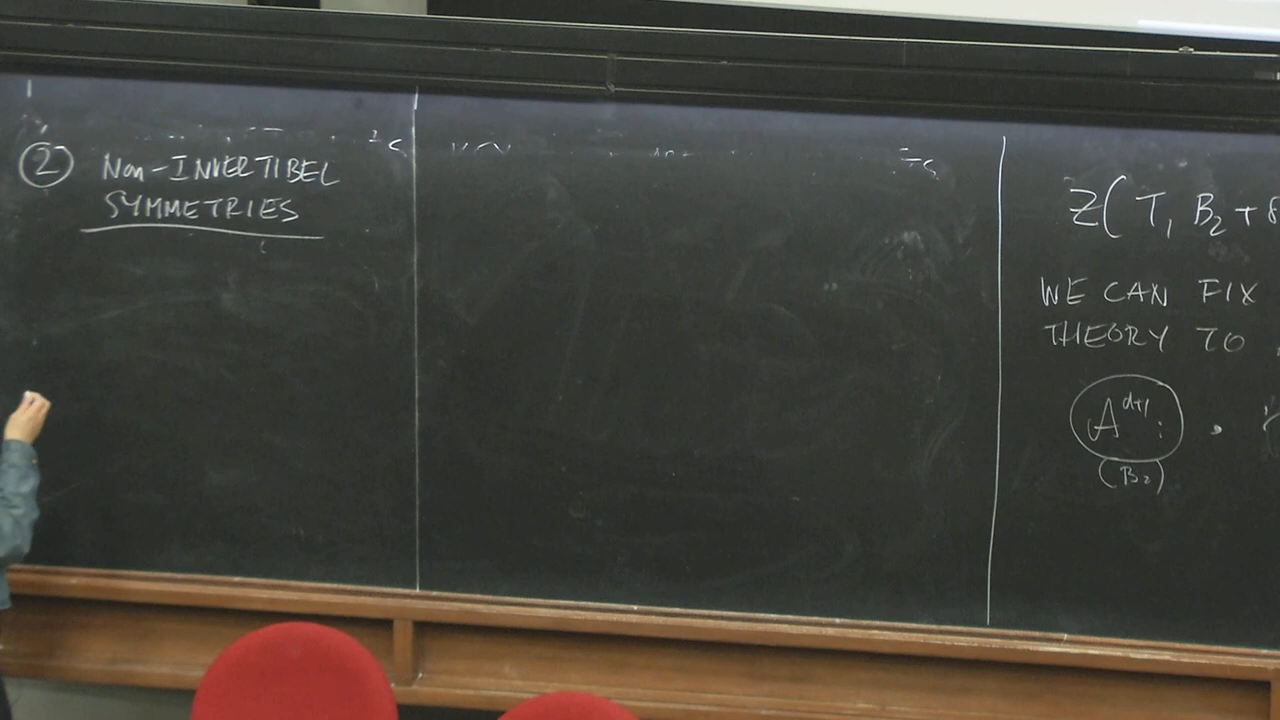 ② Non-INVERTIBEL
SYMMETRIES
Z(T, B₂ + 
WE CAN FIX
THEORY TO
A^{d+1} :
(B₂)